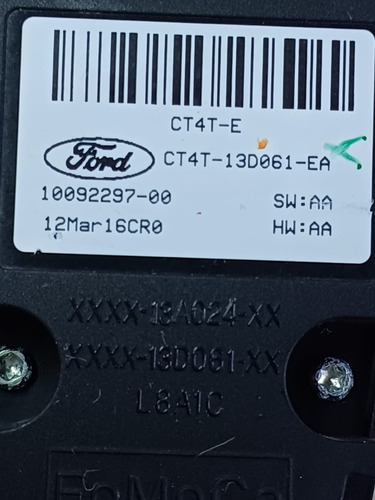 CT4T-E
Ford CT4T-13D061-EA
10092297-00 SW:AA
12Mar16CR0 HW:AA
XXXX-13A024-XX
XXXX-13D061-XX
L8A1C
FoMoCo